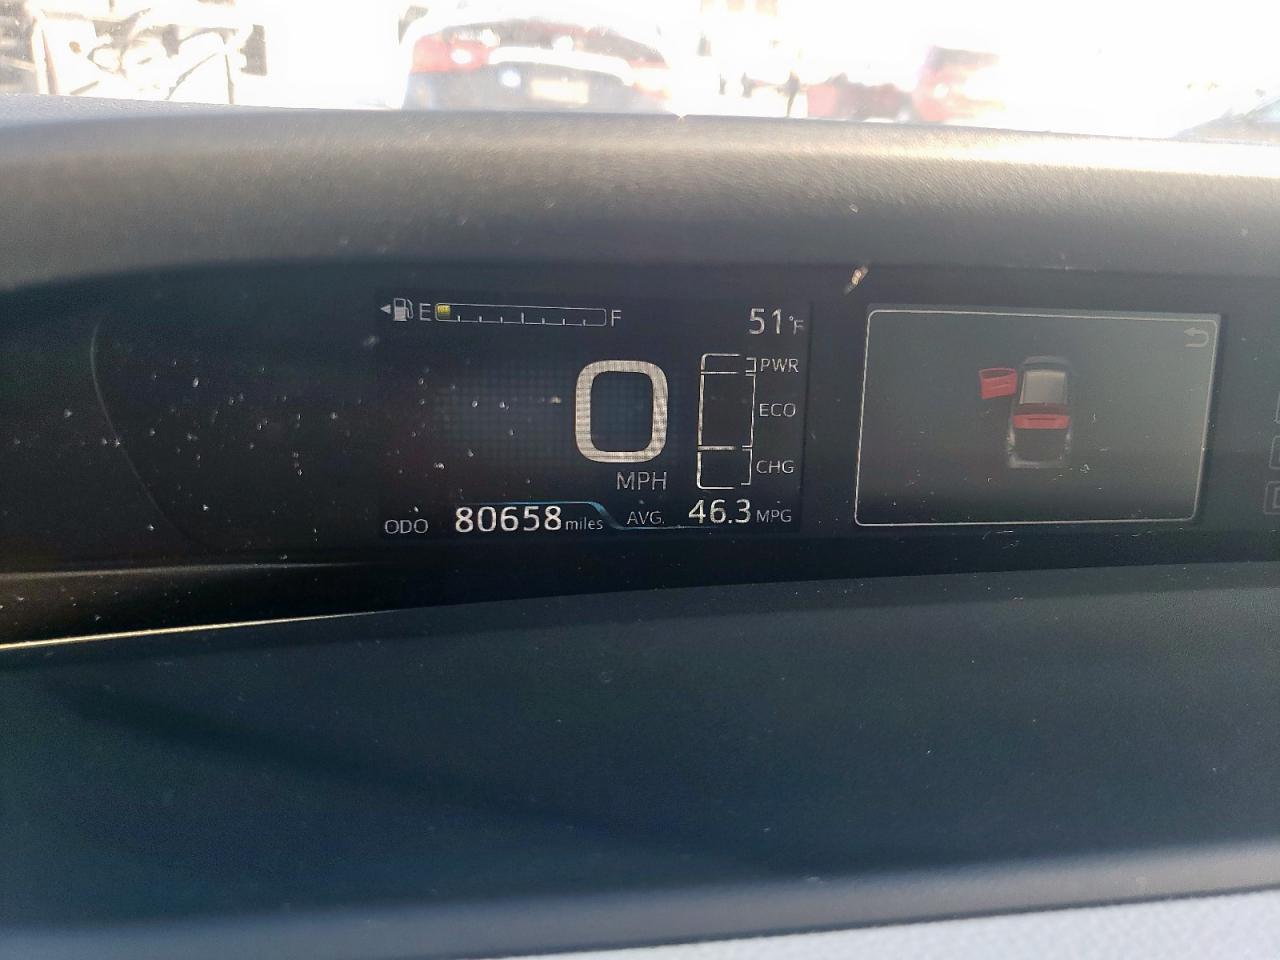 E F 51°F
PWR
0 ECO
CHG
MPH
ODO 80658 miles AVG. 46.3 MPG